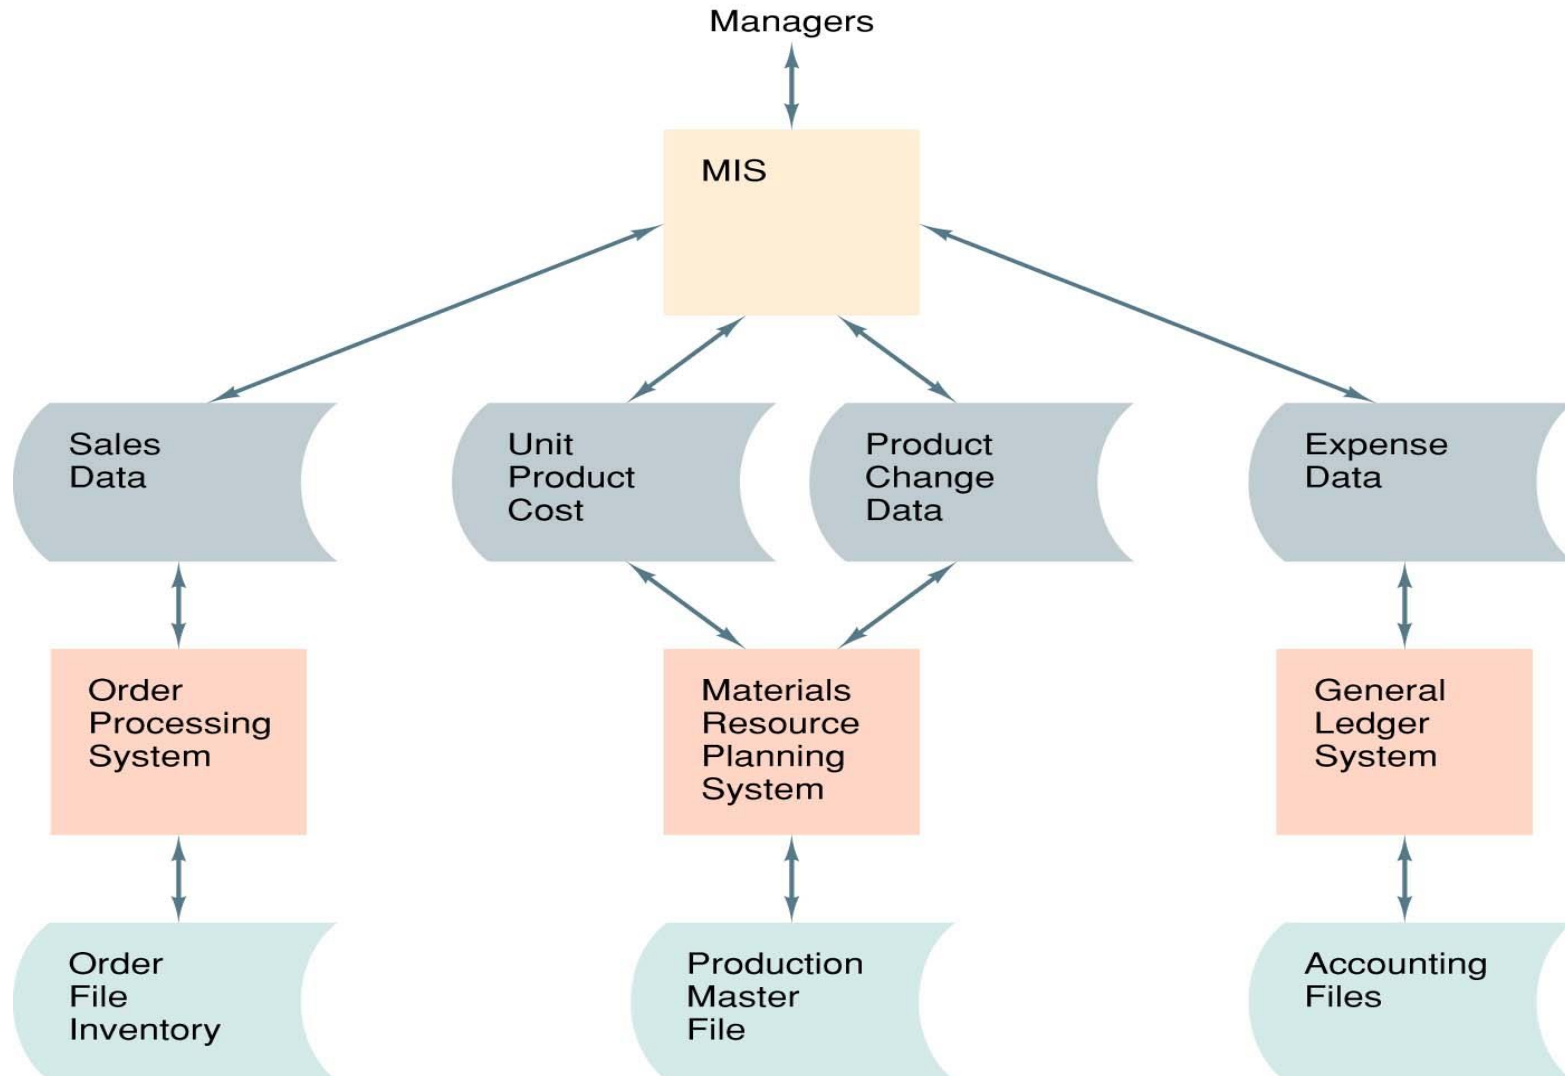 Managers
MIS
Sales
Data
Unit
Product
Cost
Product
Change
Data
Expense
Data
Order
Processing
System
Materials
Resource
Planning
System
General
Ledger
System
Order
File
Inventory
Production
Master
File
Accounting
Files